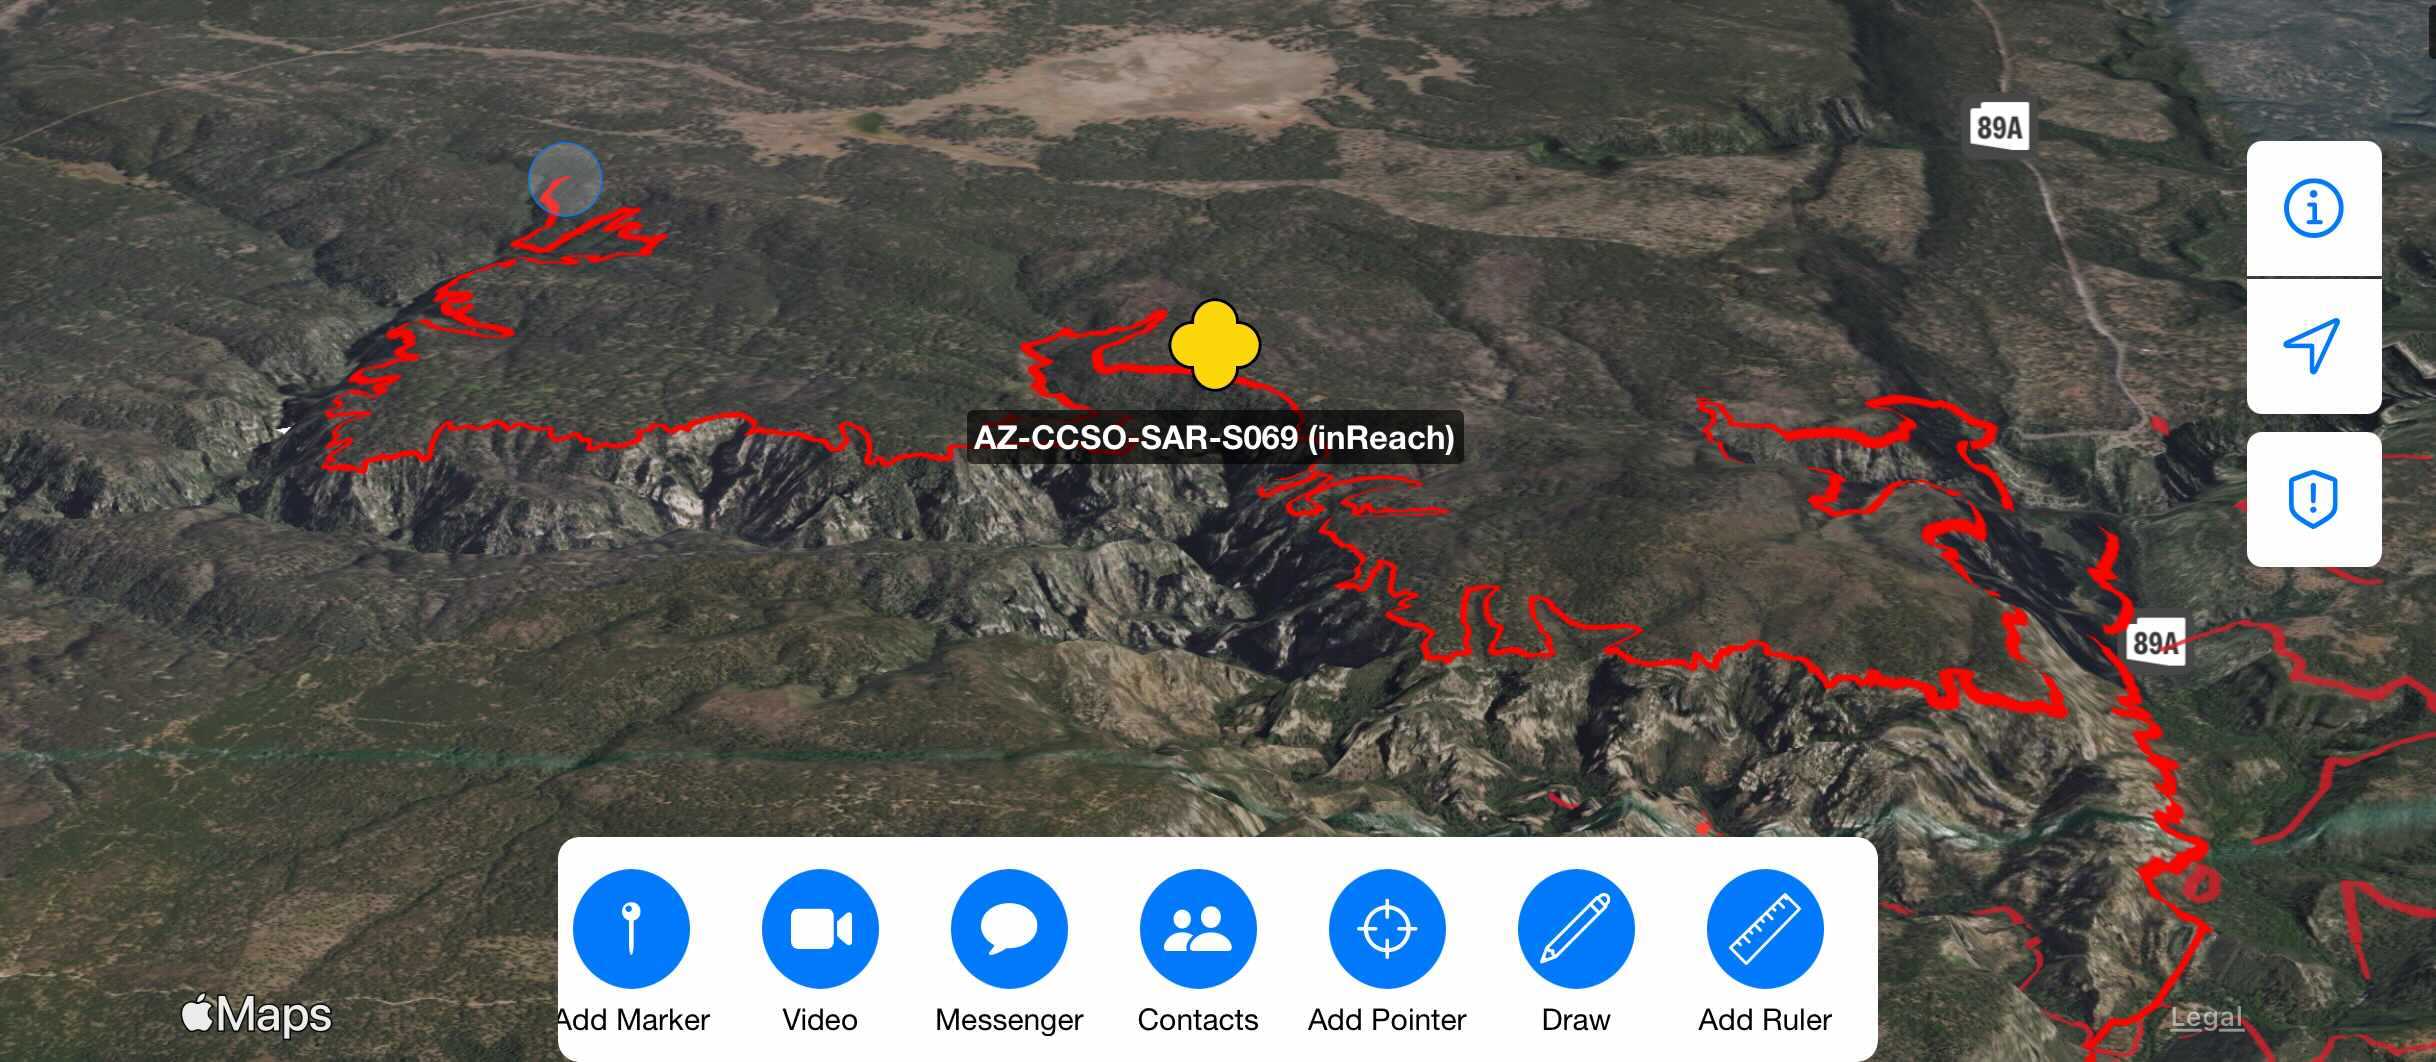 89A
AZ-CCSO-SAR-S069 (inReach)
89A
Add Marker
Video
Messenger
Contacts
Add Pointer
Draw
Add Ruler
Maps
Legal